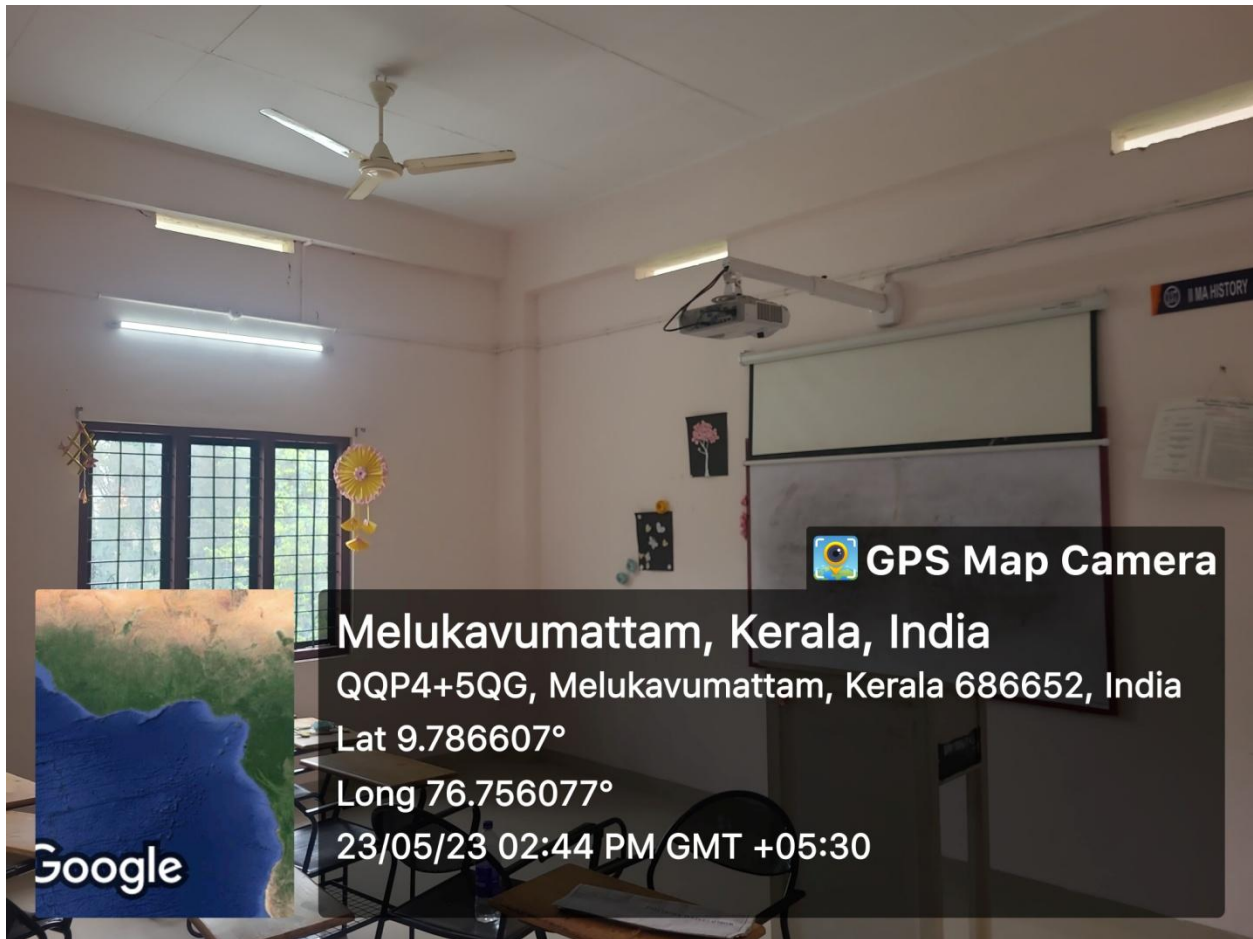 II MA HISTORY
GPS Map Camera
Melukavumattam, Kerala, India
QQP4+5QG, Melukavumattam, Kerala 686652, India
Lat 9.786607°
Long 76.756077°
23/05/23 02:44 PM GMT +05:30
Google